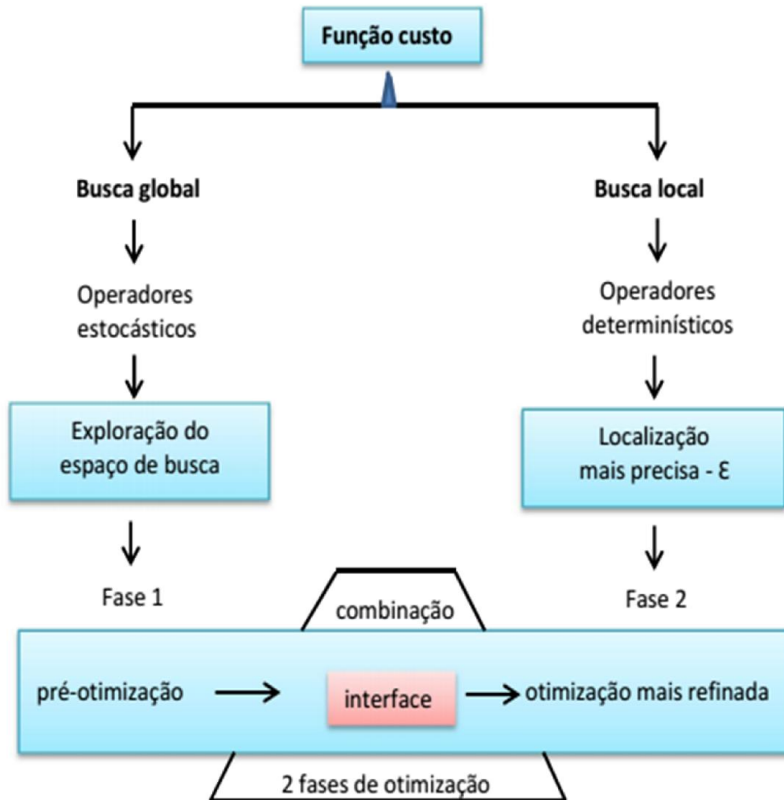 Função custo
Busca global
Busca local
Operadores
estocásticos
Operadores
determinísticos
Exploração do
espaço de busca
Localização
mais precisa - Ɛ
Fase 1
Fase 2
combinação
pré-otimização
interface
otimização mais refinada
2 fases de otimização